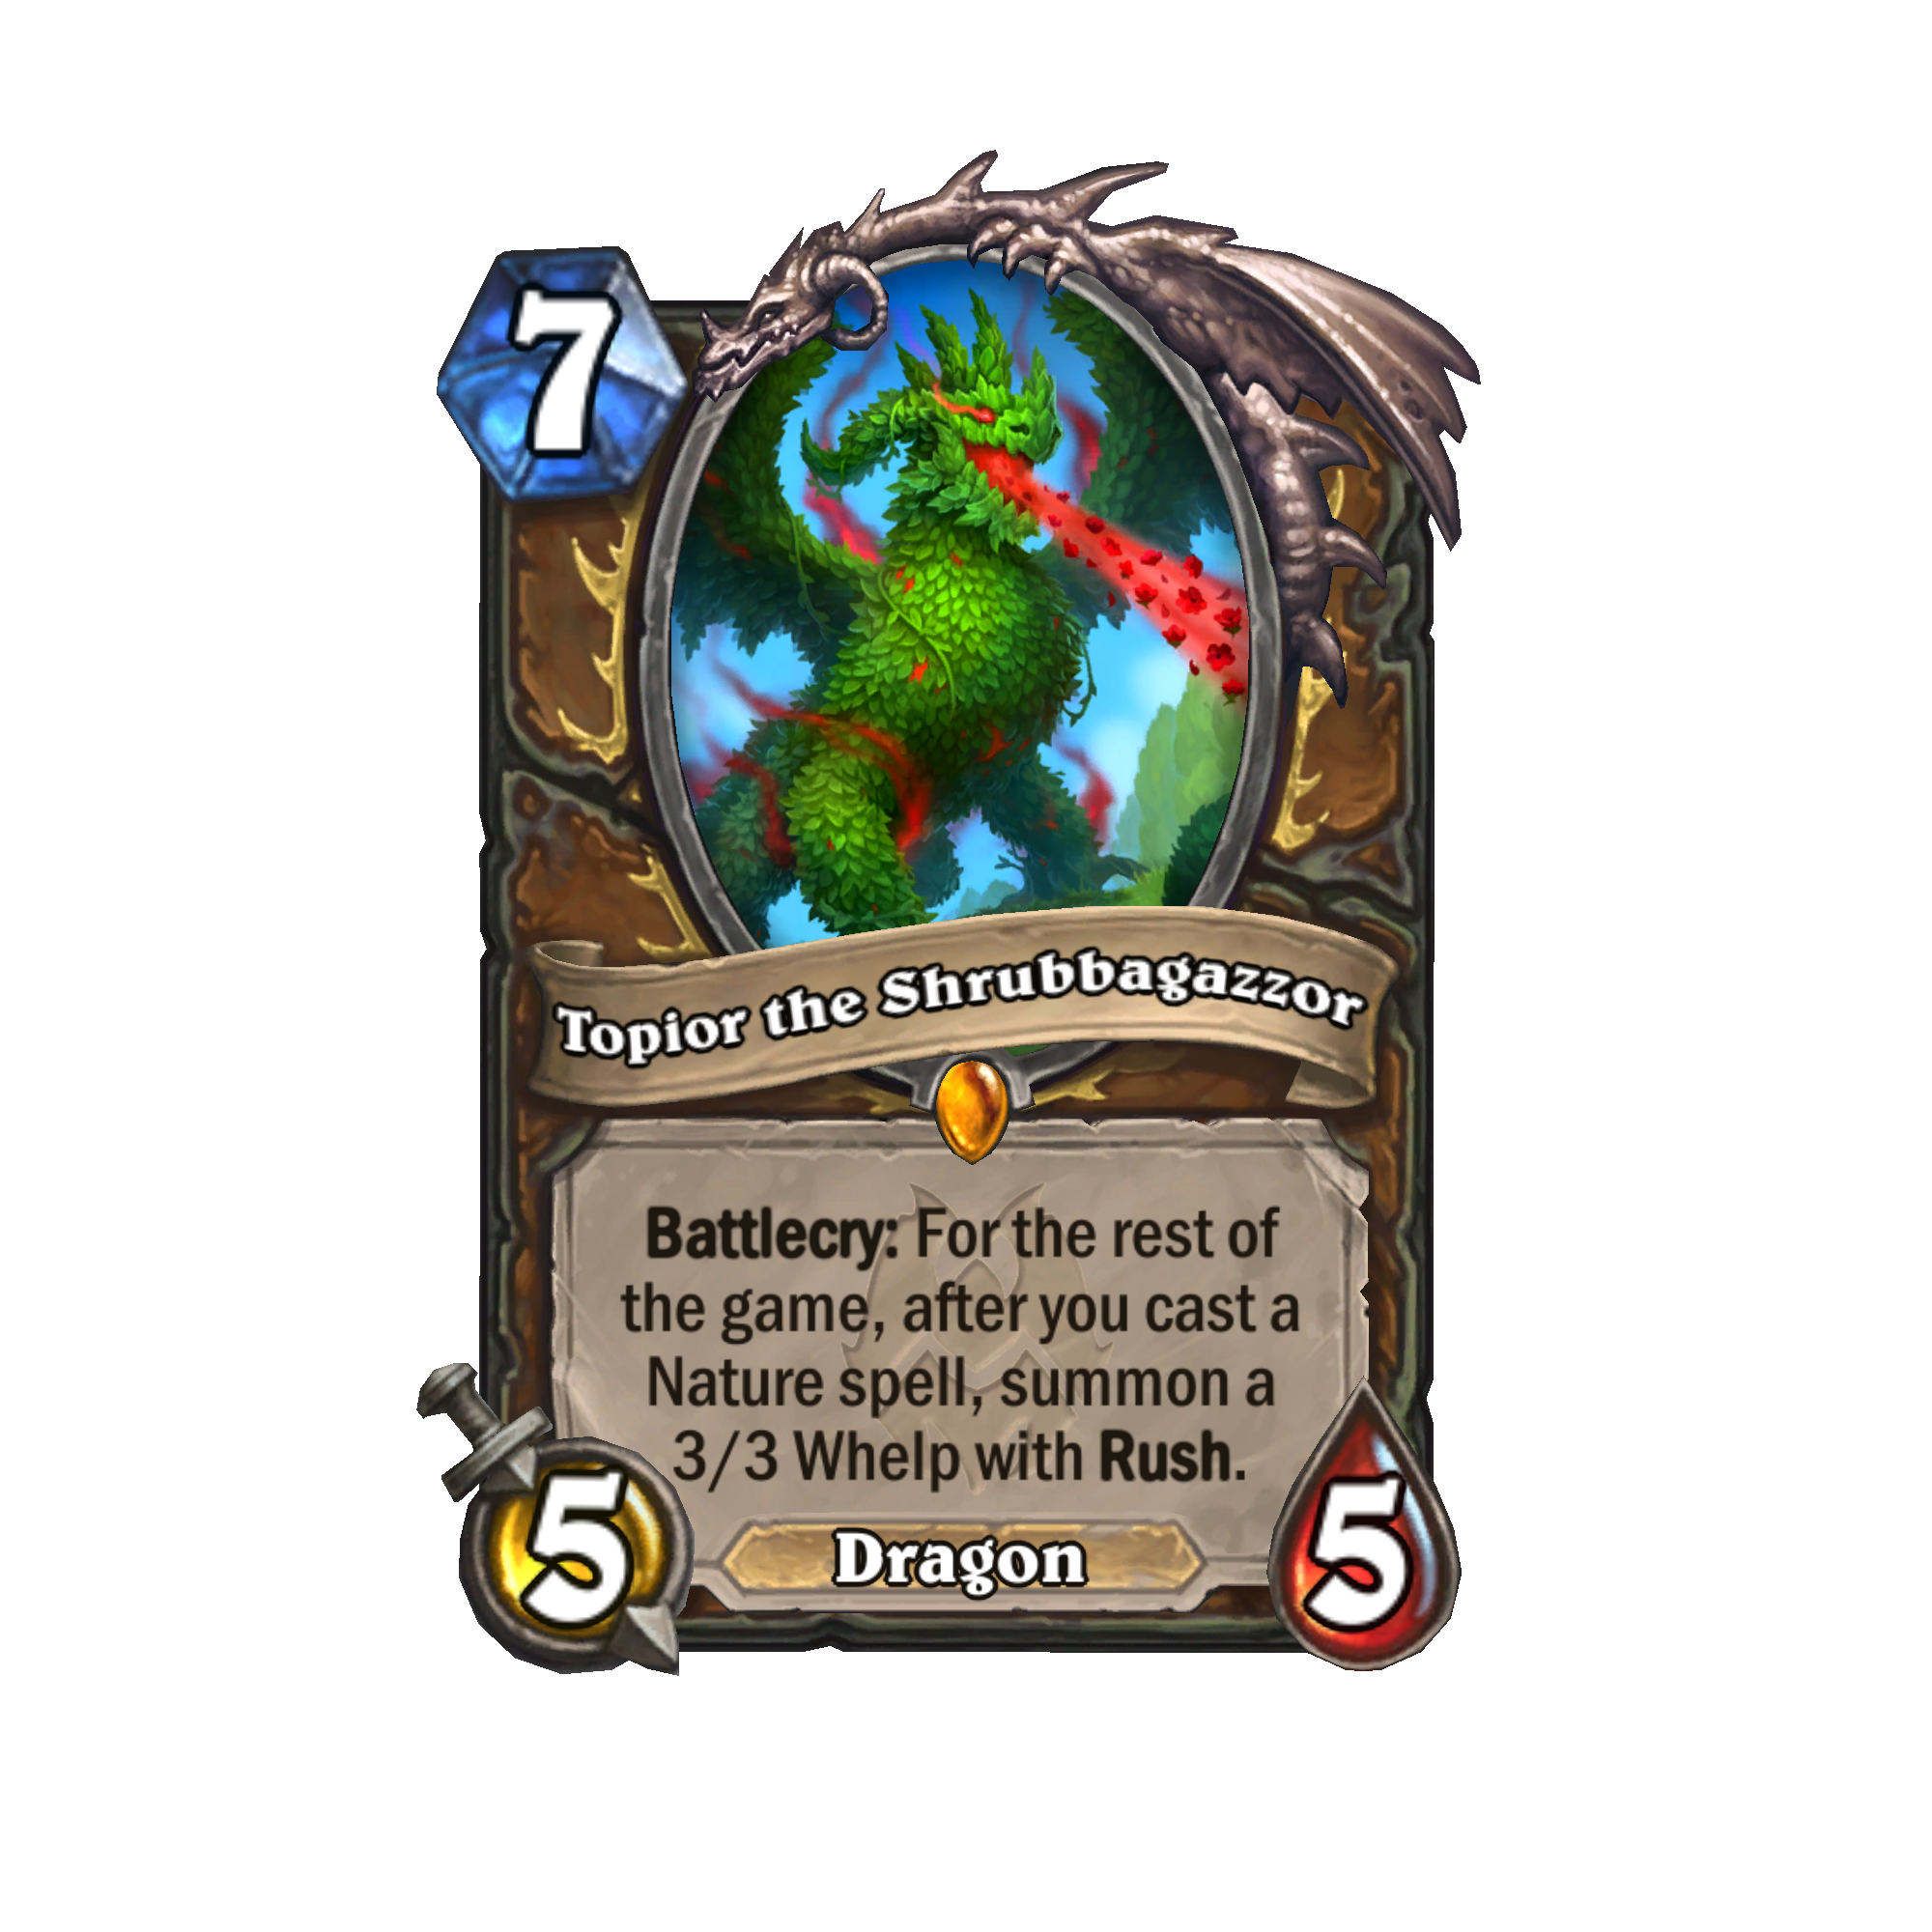 7
Topior the Shrubbagazzor
Battlecry: For the rest of
the game, after you cast a
Nature spell, summon a
3/3 Whelp with Rush.
5
Dragon
5